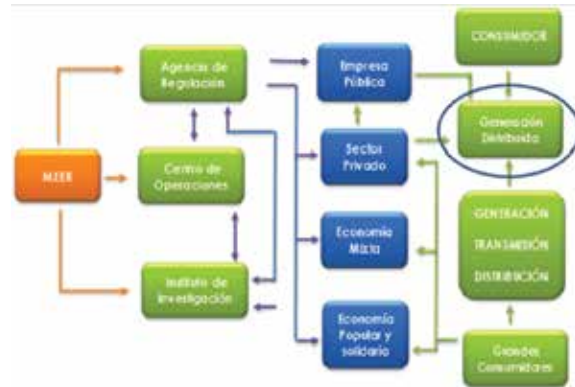 MEER
Agencia de
Regulación
Centro de
Operaciones
Instituto de
Investigación
Empresa
Pública
Sector
Privado
Economía
Mixta
Economía
Popular y
solidaria
CONSUMIDOR
Generación
Distribuida
GENERACIÓN
TRANSMISIÓN
DISTRIBUCIÓN
Grandes
Consumidores